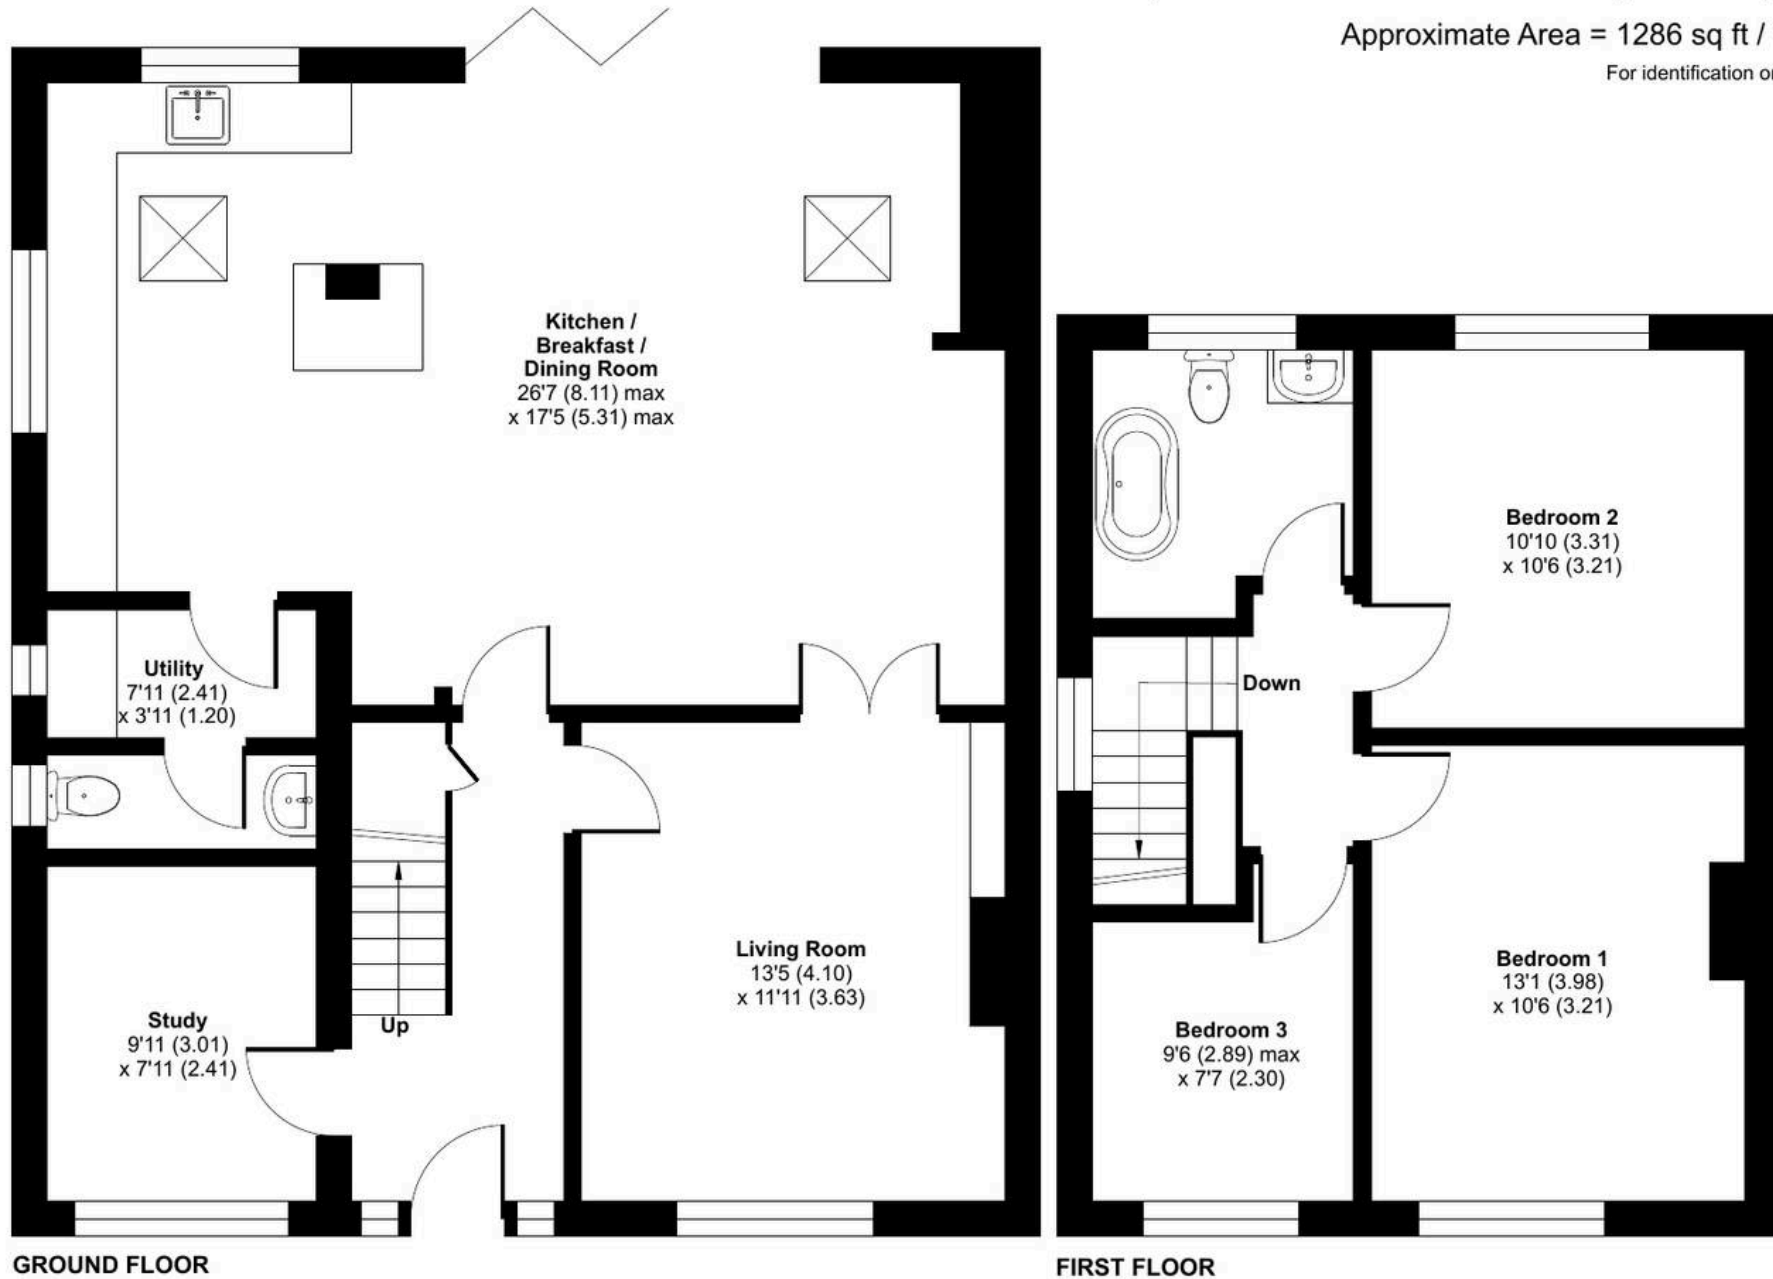 Approximate Area = 1286 sq ft /
For identification
Kitchen /
Breakfast /
Dining Room
26'7 (8.11) max
x 17'5 (5.31) max
Utility
7'11 (2.41)
x 3'11 (1.20)
Study
9'11 (3.01)
x 7'11 (2.41)
Up
Living Room
13'5 (4.10)
x 11'11 (3.63)
GROUND FLOOR
Bedroom 2
10'10 (3.31)
x 10'6 (3.21)
Down
Bedroom 1
13'1 (3.98)
x 10'6 (3.21)
Bedroom 3
9'6 (2.89) max
x 7'7 (2.30)
FIRST FLOOR